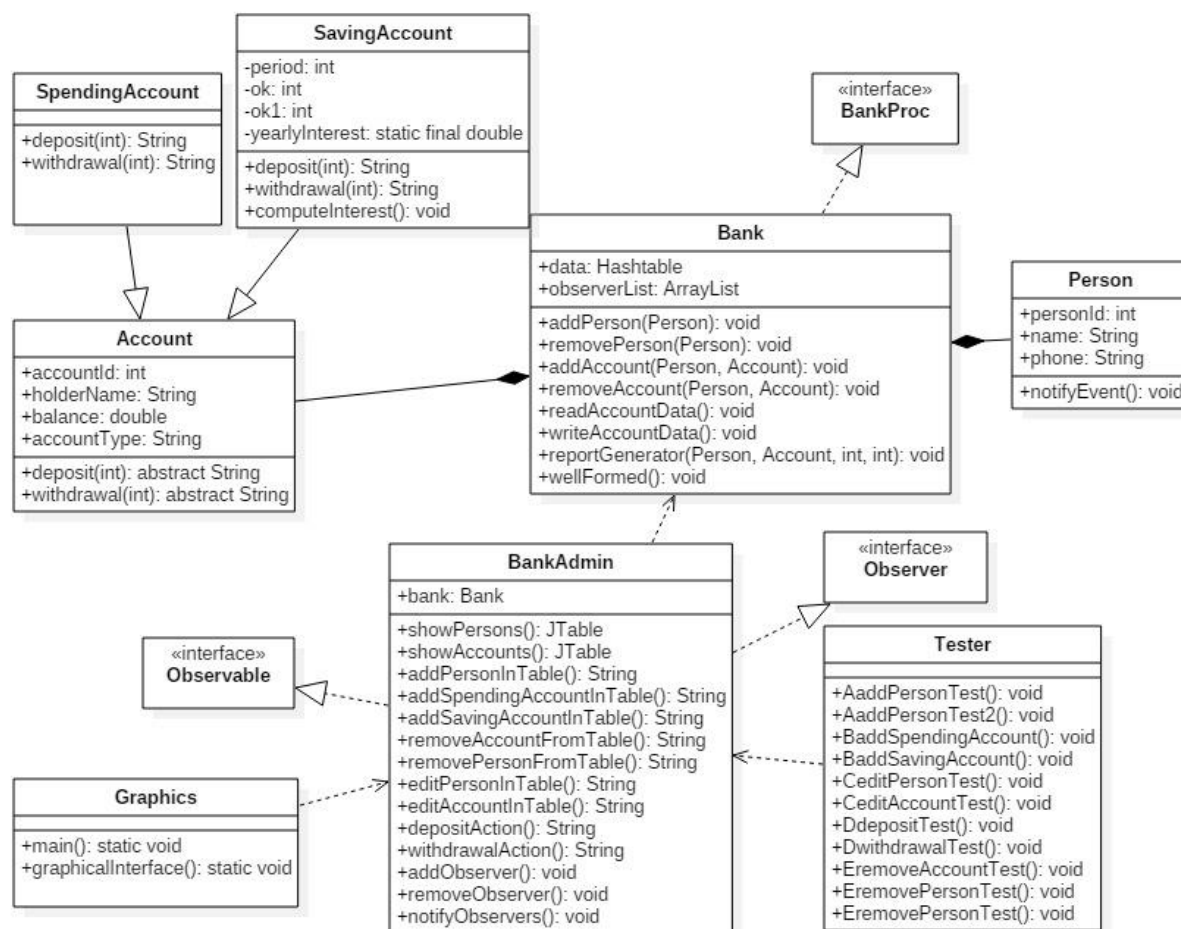 SavingAccount
-period: int
-ok: int
-ok1: int
-yearlyInterest: static final double
+deposit(int): String
+withdrawal(int): String
+computeInterest(): void
SpendingAccount
+deposit(int): String
+withdrawal(int): String
«interface»
BankProc
Bank
+data: Hashtable
+observerList: ArrayList
+addPerson(Person): void
+removePerson(Person): void
+addAccount(Person, Account): void
+removeAccount(Person, Account): void
+readAccountData(): void
+writeAccountData(): void
+reportGenerator(Person, Account, int, int): void
+wellFormed(): void
Person
+personId: int
+name: String
+phone: String
+notifyEvent(): void
Account
+accountId: int
+holderName: String
+balance: double
+accountType: String
+deposit(int): abstract String
+withdrawal(int): abstract String
BankAdmin
+bank: Bank
+showPersons(): JTable
+showAccounts(): JTable
+addPersonInTable(): String
+addSpendingAccountInTable(): String
+addSavingAccountInTable(): String
+removeAccountFromTable(): String
+removePersonFromTable(): String
+editPersonInTable(): String
+editAccountInTable(): String
+depositAction(): String
+withdrawalAction(): String
+addObserver(): void
+removeObserver(): void
+notifyObservers(): void
«interface»
Observer
«interface»
Observable
Tester
+AaddPersonTest(): void
+AaddPersonTest2(): void
+BaddSpendingAccount(): void
+BaddSavingAccount(): void
+CeditPersonTest(): void
+CeditAccountTest(): void
+DdepositTest(): void
+DwithdrawalTest(): void
+EremoveAccountTest(): void
+EremovePersonTest(): void
+EremovePersonTest(): void
Graphics
+main(): static void
+graphicalInterface(): static void